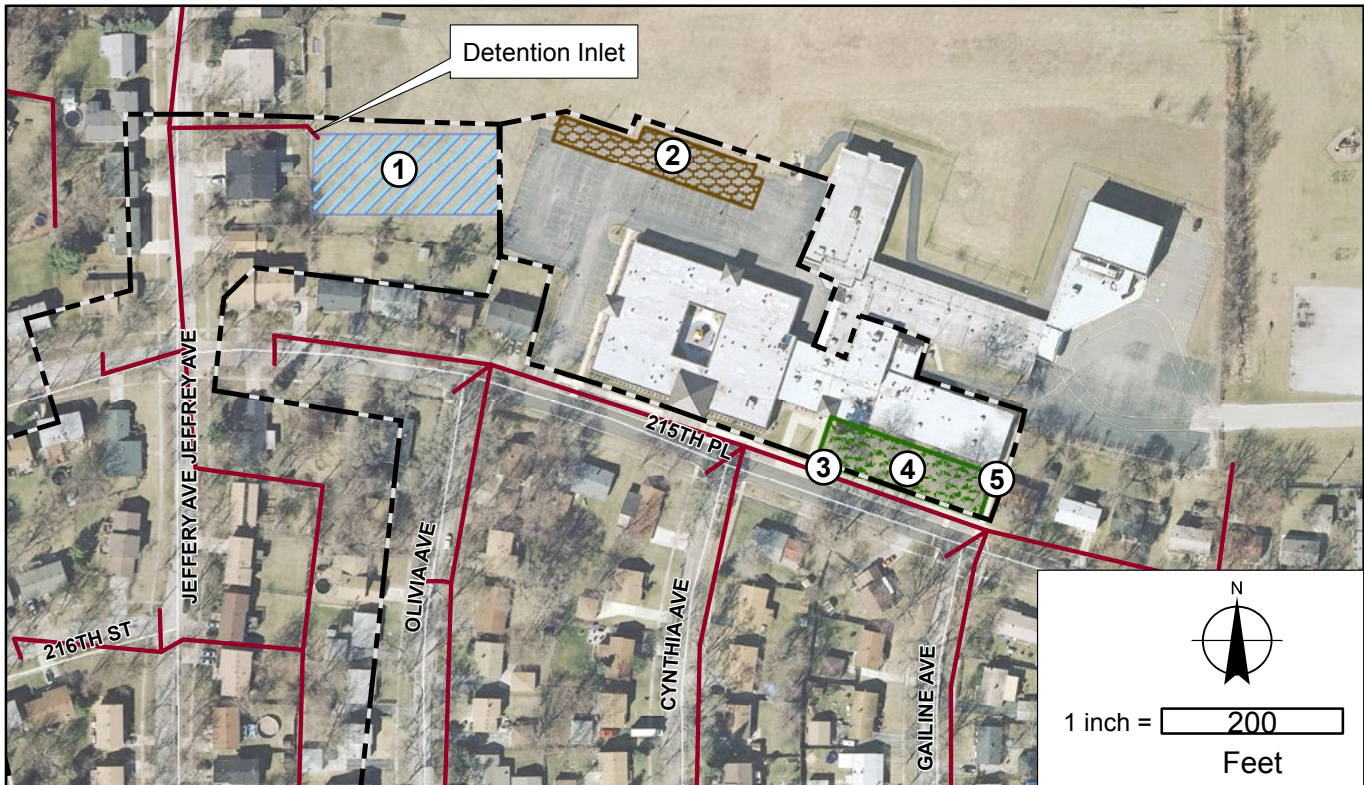 Detention Inlet
1
2
3
4
5
215TH PL
JEFFERY AVE JEFFREY AVE
OLIVIA AVE
CYNTHIA AVE
GAILINE AVE
216TH ST
N
1 inch = 200
Feet